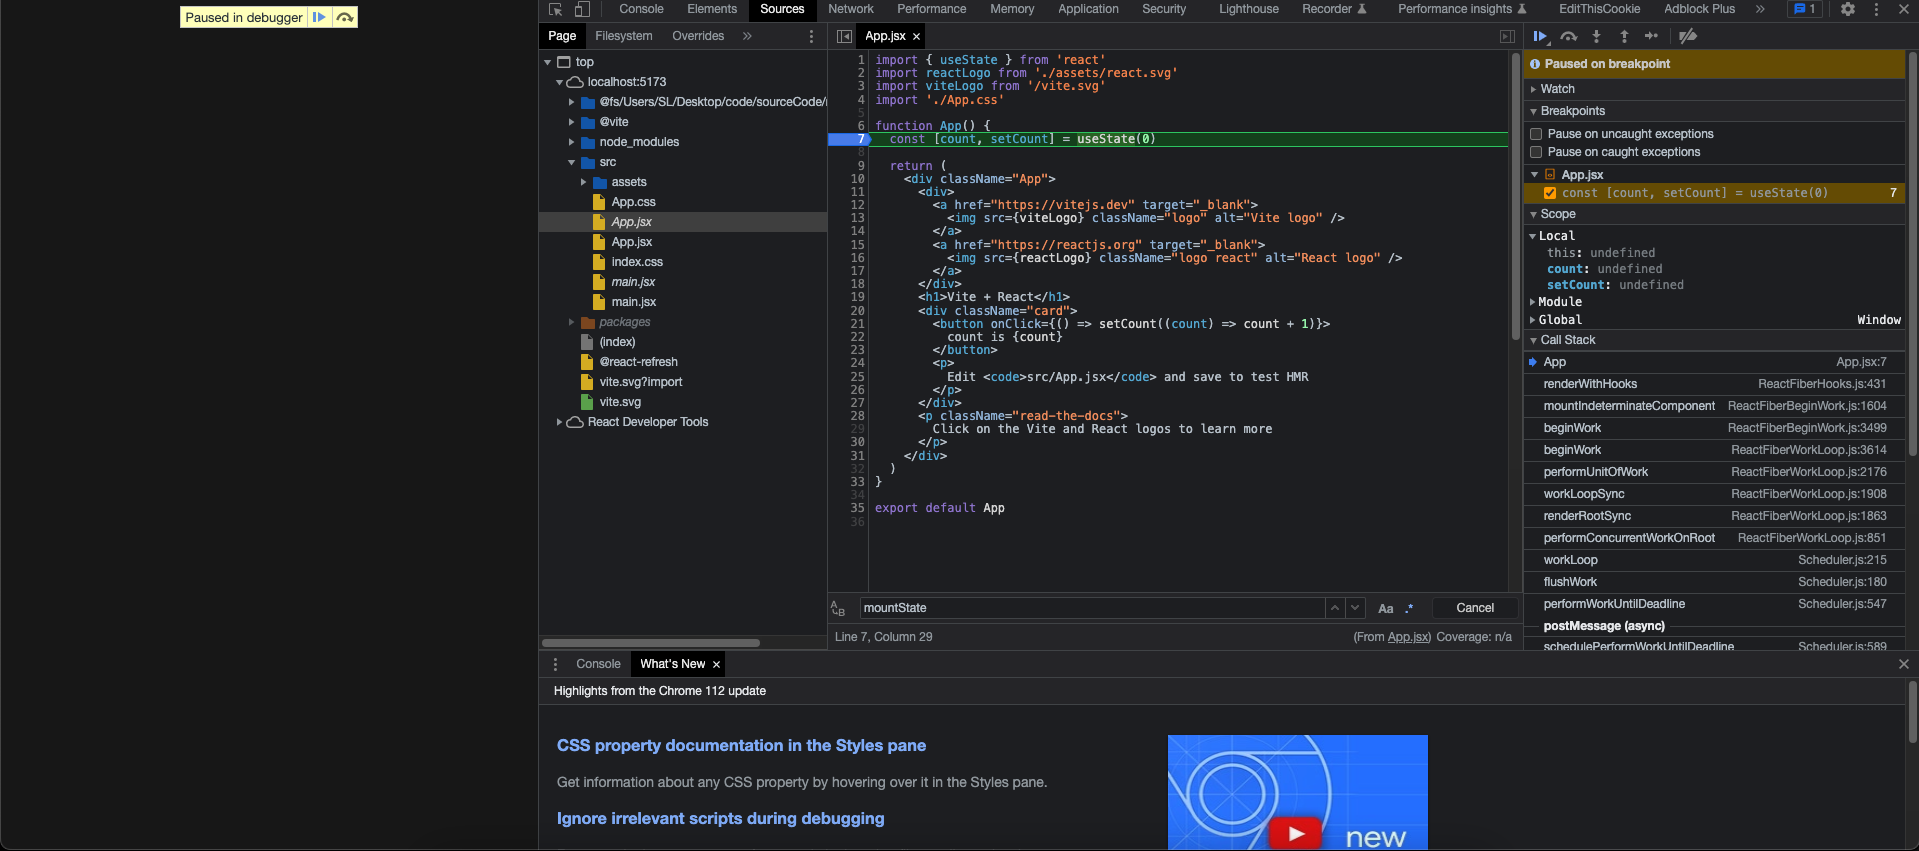 Paused in debugger
Console Elements Sources Network Performance Memory Application Security Lighthouse Recorder Performance insights EditThisCookie Adblock Plus » 1
Page Filesystem Overrides »
top
localhost:5173
@fs/Users/SL/Desktop/code/sourceCode/
@vite
node_modules
src
assets
App.css
App.jsx
App.jsx
index.css
main.jsx
main.jsx
packages
(index)
@react-refresh
vite.svg?import
vite.svg
React Developer Tools
App.jsx ×
1 import { useState } from 'react'
2 import reactLogo from './assets/react.svg'
3 import viteLogo from '/vite.svg'
4 import './App.css'
5
6 function App() {
7 const [count, setCount] = useState(0)
8
9 return (
10 <div className="App">
11 <div>
12 <a href="https://vitejs.dev" target="_blank">
13 <img src={viteLogo} className="logo" alt="Vite logo" />
14 </a>
15 <a href="https://reactjs.org" target="_blank">
16 <img src={reactLogo} className="logo react" alt="React logo" />
17 </a>
18 </div>
19 <h1>Vite + React</h1>
20 <div className="card">
21 <button onClick={() => setCount((count) => count + 1)}>
22 count is {count}
23 </button>
24 <p>
25 Edit <code>src/App.jsx</code> and save to test HMR
26 </p>
27 </div>
28 <p className="read-the-docs">
29 Click on the Vite and React logos to learn more
30 </p>
31 </div>
32 )
33 }
34
35 export default App
36
mountState Aa .* Cancel
Line 7, Column 29 (From App.jsx) Coverage: n/a
Paused on breakpoint
Watch
Breakpoints
Pause on uncaught exceptions
Pause on caught exceptions
App.jsx
const [count, setCount] = useState(0) 7
Scope
Local
this: undefined
count: undefined
setCount: undefined
Module
Global Window
Call Stack
App App.jsx:7
renderWithHooks ReactFiberHooks.js:431
mountIndeterminateComponent ReactFiberBeginWork.js:1604
beginWork ReactFiberBeginWork.js:3499
beginWork ReactFiberWorkLoop.js:3614
performUnitOfWork ReactFiberWorkLoop.js:2176
workLoopSync ReactFiberWorkLoop.js:1908
renderRootSync ReactFiberWorkLoop.js:1863
performConcurrentWorkOnRoot ReactFiberWorkLoop.js:851
workLoop Scheduler.js:215
flushWork Scheduler.js:180
performWorkUntilDeadline Scheduler.js:547
postMessage (async)
schedulePerformWorkUntilDeadline Scheduler.js:589
Console What's New ×
Highlights from the Chrome 112 update
CSS property documentation in the Styles pane
Get information about any CSS property by hovering over it in the Styles pane.
Ignore irrelevant scripts during debugging
new